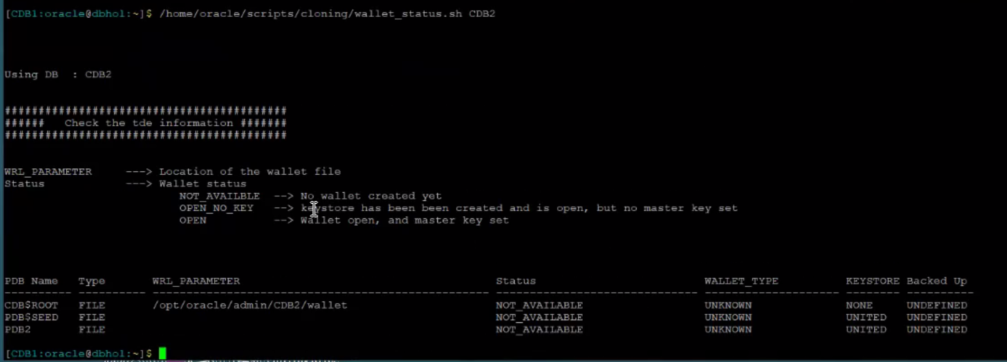 [CDB1:oracle@dbhol:~]$ /home/oracle/scripts/cloning/wallet_status.sh CDB2
Using DB : CDB2
##########################################
###### Check the tde information #######
##########################################
WRL_PARAMETER ---> Location of the wallet file
Status ---> Wallet status
NOT_AVAILBLE --> No wallet created yet
OPEN_NO_KEY --> keystore has been been created and is open, but no master key set
OPEN --> Wallet open, and master key set
PDB Name Type WRL_PARAMETER Status WALLET_TYPE KEYSTORE Backed Up
CDB$ROOT FILE /opt/oracle/admin/CDB2/wallet NOT_AVAILABLE UNKNOWN NONE UNDEFINED
PDB$SEED FILE NOT_AVAILABLE UNKNOWN UNITED UNDEFINED
PDB2 FILE NOT_AVAILABLE UNKNOWN UNITED UNDEFINED
[CDB1:oracle@dbhol:~]$